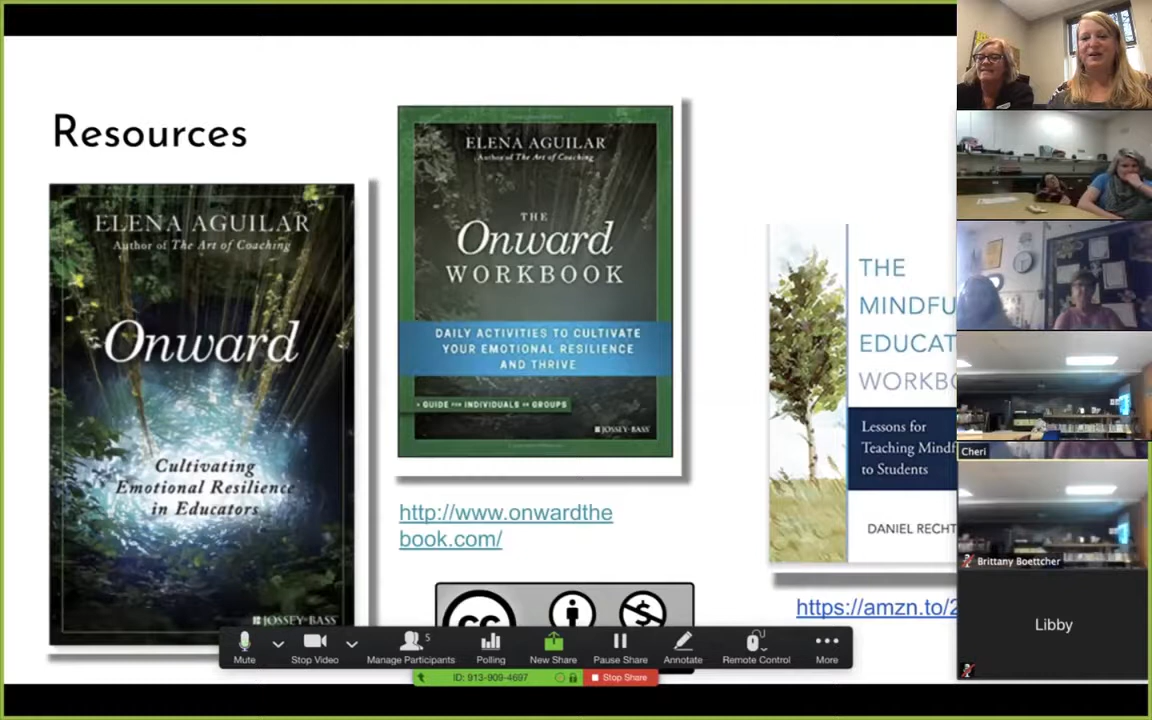 Resources
ELENA AGUILAR
Author of The Art of Coaching
Onward
Cultivating
Emotional Resilience
in Educators
JOSSEY-BASS
ELENA AGUILAR
Author of The Art of Coaching
THE
Onward
WORKBOOK
DAILY ACTIVITIES TO CULTIVATE
YOUR EMOTIONAL RESILIENCE
AND THRIVE
A GUIDE FOR INDIVIDUALS OR GROUPS
JOSSEY-BASS
http://www.onwardthe
book.com/
cc
THE
MINDFU
EDUCAT
WORKBO
Lessons for
Teaching Mindf
to Students
DANIEL RECHT
https://amzn.to/2
Cheri
Brittany Boettcher
Libby
5
Mute
Stop Video
Manage Participants
Polling
New Share
Pause Share
Annotate
Remote Control
More
ID: 913-909-4697
Stop Share